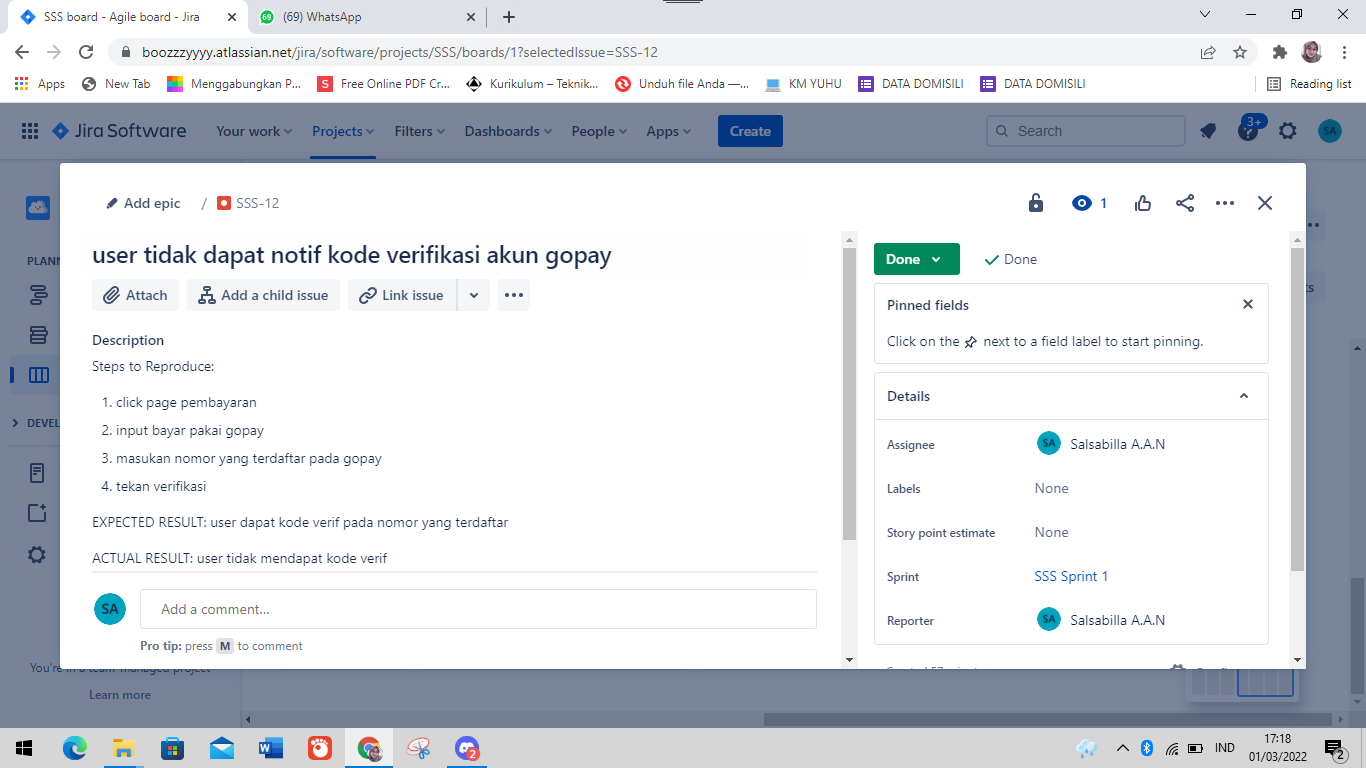 SSS board - Agile board - Jira
(69) WhatsApp
boozzzyyyy.atlassian.net/jira/software/projects/SSS/boards/1?selectedIssue=SSS-12
Apps
New Tab
Menggabungkan P...
Free Online PDF Cr...
Kurikulum – Teknik...
Unduh file Anda —...
KM YUHU
DATA DOMISILI
DATA DOMISILI
Reading list
Jira Software
Your work
Projects
Filters
Dashboards
People
Apps
Create
Search
3+
SA
Add epic
/
SSS-12
1
user tidak dapat notif kode verifikasi akun gopay
Attach
Add a child issue
Link issue
Description
Steps to Reproduce:
1. click page pembayaran
2. input bayar pakai gopay
3. masukan nomor yang terdaftar pada gopay
4. tekan verifikasi
EXPECTED RESULT: user dapat kode verif pada nomor yang terdaftar
ACTUAL RESULT: user tidak mendapat kode verif
SA
Add a comment...
Pro tip: press M to comment
Done
Done
Pinned fields
Click on the next to a field label to start pinning.
Details
Assignee
SA
Salsabilla A.A.N
Labels
None
Story point estimate
None
Sprint
SSS Sprint 1
Reporter
SA
Salsabilla A.A.N
PLANN
DEVEL
You're in a team-managed project
Learn more
2
IND
17:18
01/03/2022
2